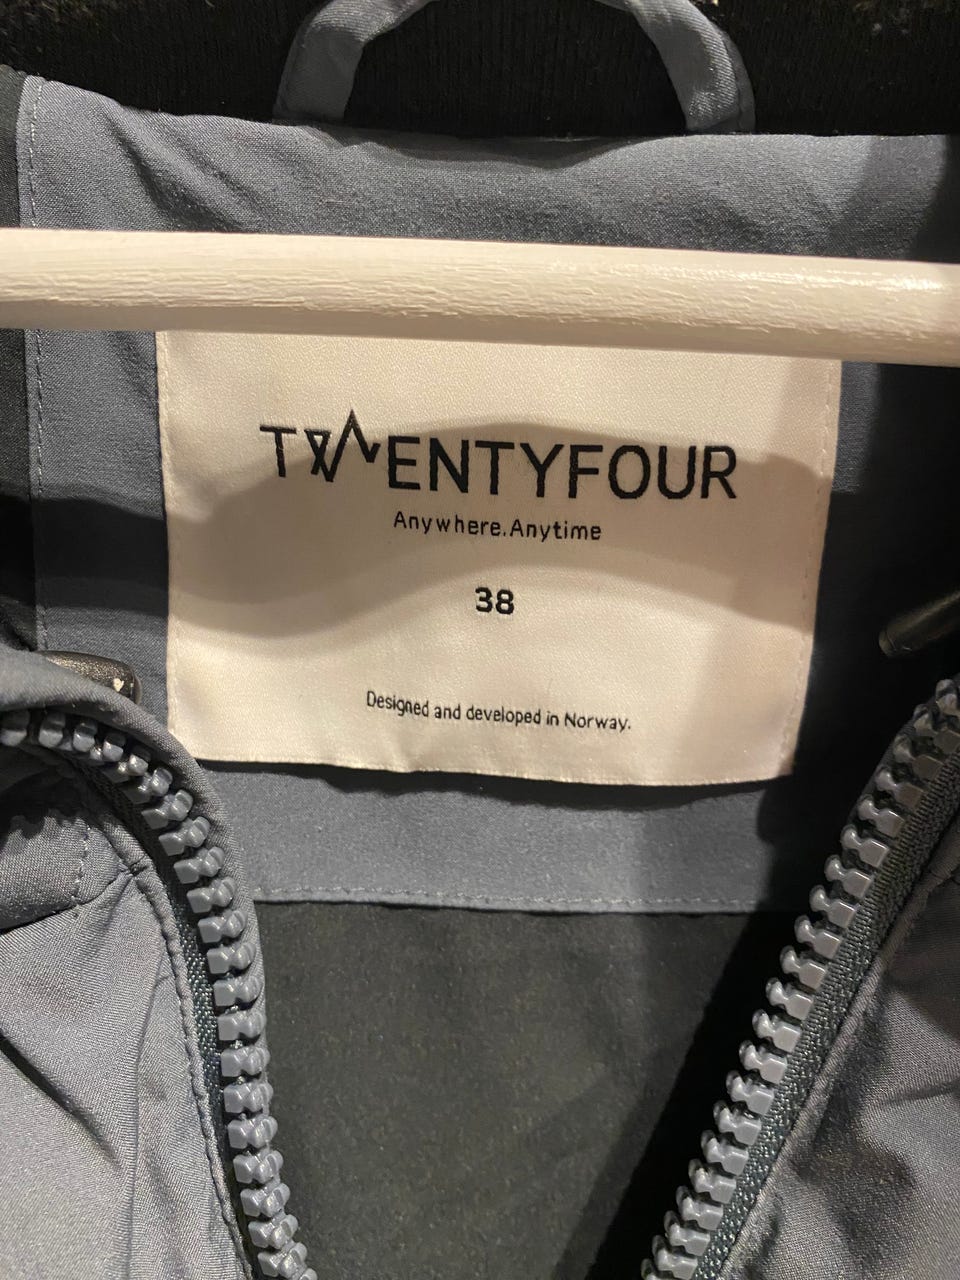 TWENTYFOUR
Anywhere.Anytime
38
Designed and developed in Norway.